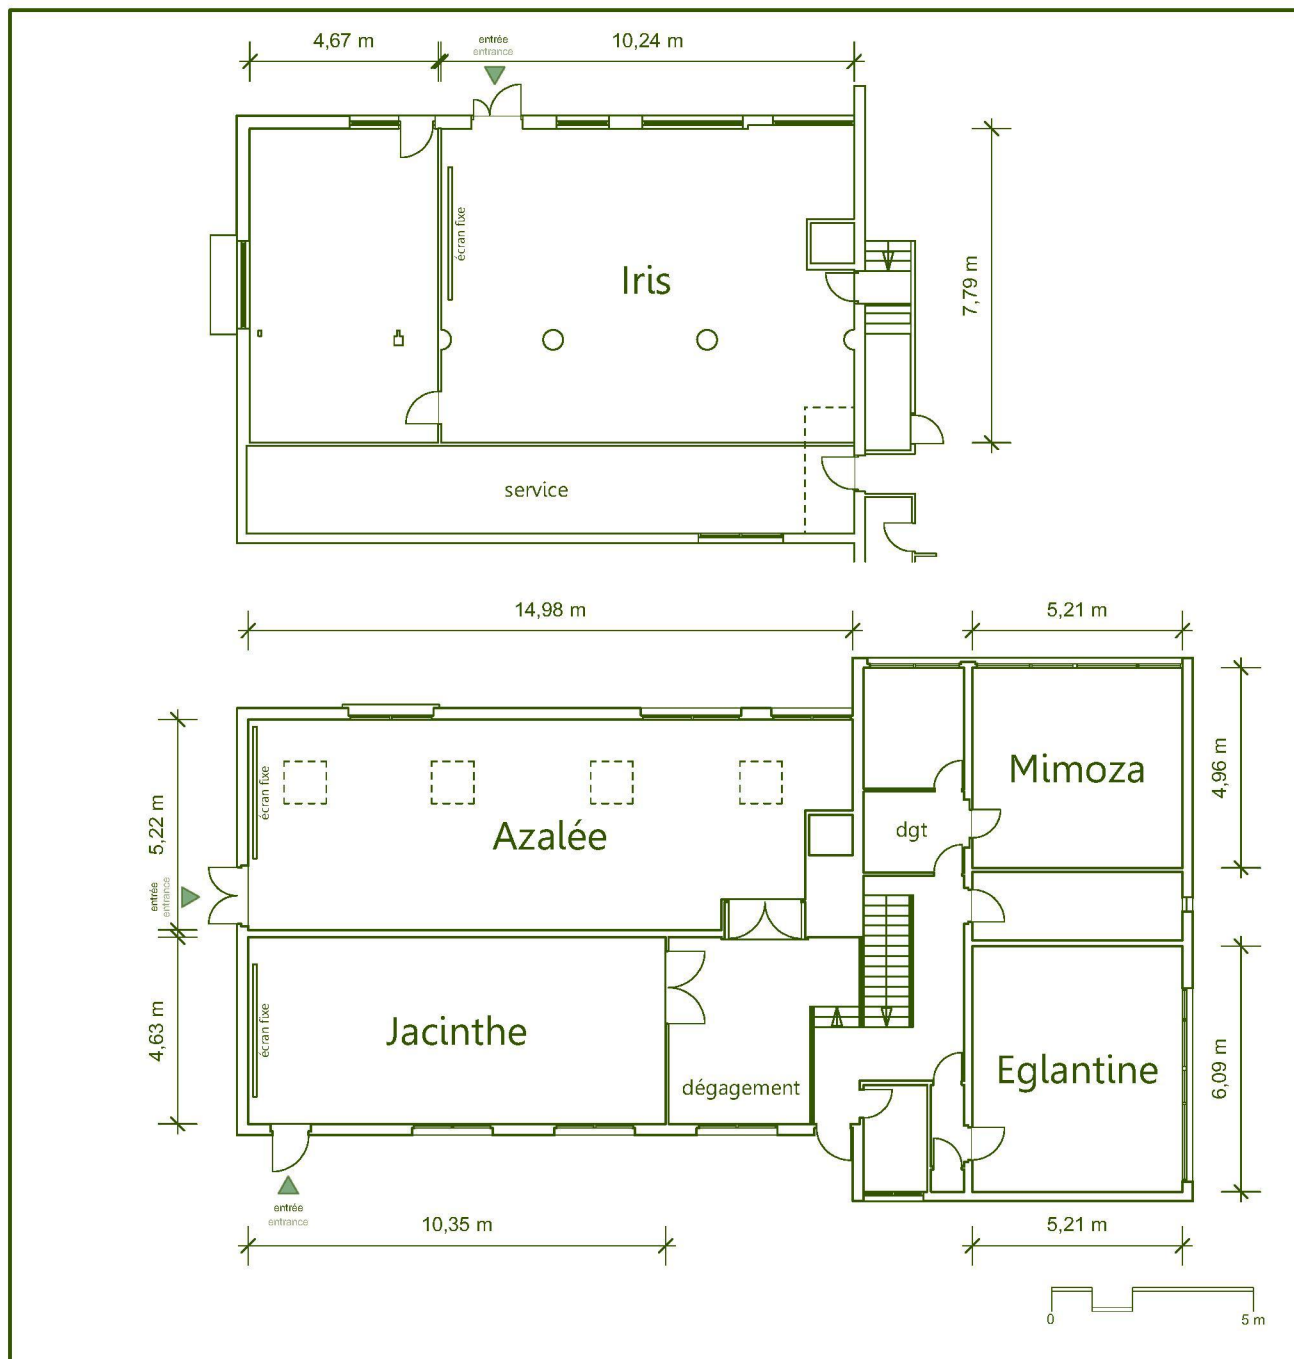 4,67 m
entrée
entrance
10,24 m
écran fixe
Iris
7,79 m
service
14,98 m
5,21 m
écran fixe
Azalée
5,22 m
Mimoza
4,96 m
dgt
entrée
entrance
écran fixe
Jacinthe
4,63 m
dégagement
Eglantine
6,09 m
entrée
entrance
10,35 m
5,21 m
0
5 m